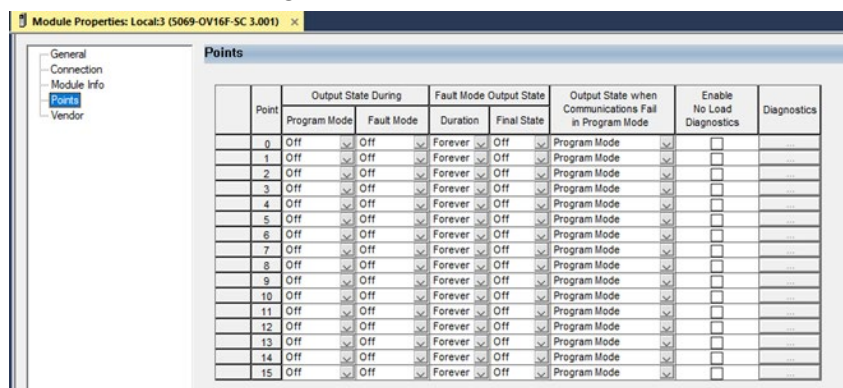 Module Properties: Local:3 (5069-OV16F-SC 3.001) ×
General
Connection
Module Info
Points
Vendor
Points
Point
Output State During
Program Mode
Fault Mode
Fault Mode Output State
Duration
Final State
Output State when
Communications Fail
in Program Mode
Enable
No Load
Diagnostics
Diagnostics
0 Off Off Forever Off Program Mode ...
1 Off Off Forever Off Program Mode ...
2 Off Off Forever Off Program Mode ...
3 Off Off Forever Off Program Mode ...
4 Off Off Forever Off Program Mode ...
5 Off Off Forever Off Program Mode ...
6 Off Off Forever Off Program Mode ...
7 Off Off Forever Off Program Mode ...
8 Off Off Forever Off Program Mode ...
9 Off Off Forever Off Program Mode ...
10 Off Off Forever Off Program Mode ...
11 Off Off Forever Off Program Mode ...
12 Off Off Forever Off Program Mode ...
13 Off Off Forever Off Program Mode ...
14 Off Off Forever Off Program Mode ...
15 Off Off Forever Off Program Mode ...